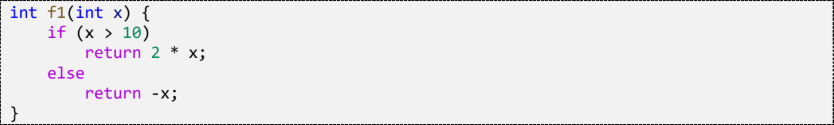 int f1(int x) {
    if (x > 10)
        return 2 * x;
    else
        return -x;
}